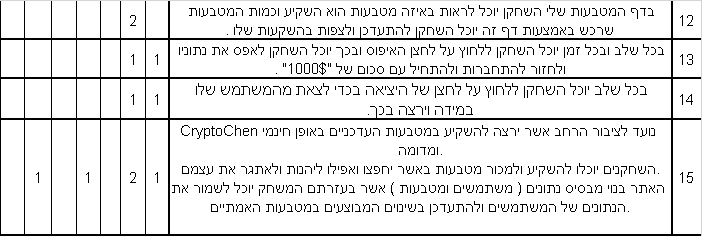 12 בדף המטבעות שלי השחקן יוכל לראות באיזה מטבעות הוא השקיע וכמות המטבעות 2
שרכש באמצעות דף זה יוכל השחקן להתעדכן ולצפות בהשקעות שלו .
13 בכל שלב ובכל זמן יוכל השחקן ללחוץ על לחצן האיפוס ובכך יוכל השחקן לאפס את נתוניו 1 1
ולחזור להתחברות ולהתחיל עם סכום של "1000$" .
14 בכל שלב יוכל השחקן ללחוץ על לחצן של היציאה בכדי לצאת מהמשתמש שלו 1 1
במידה וירצה בכך.
נועד לציבור הרחב אשר ירצה להשקיע במטבעות העדכניים באופן חינמי CryptoChen
.ומדומה
.השחקנים יוכלו להשקיע ולמכור מטבעות באשר יחפצו ואפילו ליהנות ולאתגר את עצמם
15 האתר בנוי מבסיס נתונים ( משתמשים ומטבעות ) אשר בעזרתם המשחק יוכל לשמור את 1 2 1 1
.הנתונים של המשתמשים ולהתעדכן בשינוים המבוצעים במטבעות האמתיים